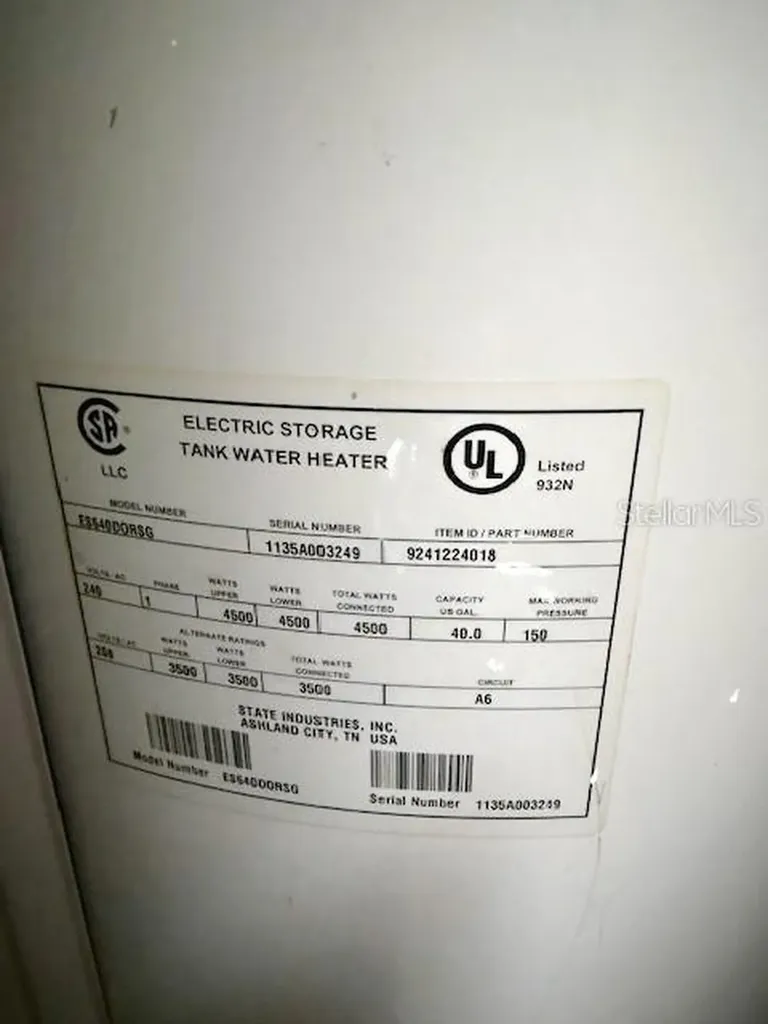 SA ®
LLC
ELECTRIC STORAGE
TANK WATER HEATER
UL ®
Listed
932N
StellarMLS
MODEL NUMBER SERIAL NUMBER ITEM ID / PART NUMBER
ES640DORSG 1135A003249 9241224018
VOLTS AC PHASE WATTS UPPER WATTS LOWER TOTAL WATTS CONNECTED CAPACITY US GAL. MAX. WORKING PRESSURE
240 1 4500 4500 4500 40.0 150
ALTERNATE RATINGS
VOLTS AC WATTS UPPER WATTS LOWER TOTAL WATTS CONNECTED CIRCUIT
208 3500 3500 3500 A6
STATE INDUSTRIES, INC.
ASHLAND CITY, TN USA
Model Number ES640DORSG
Serial Number 1135A003249